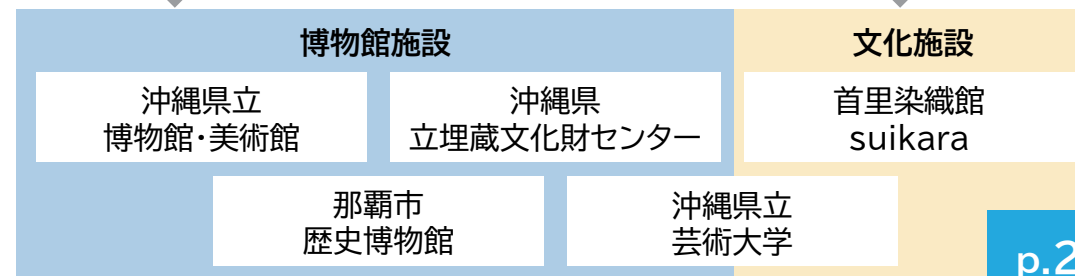 博物館施設
文化施設
沖縄県立
博物館・美術館
沖縄県
立埋蔵文化財センター
首里染織館
suikara
那覇市
歴史博物館
沖縄県立
芸術大学
p.2